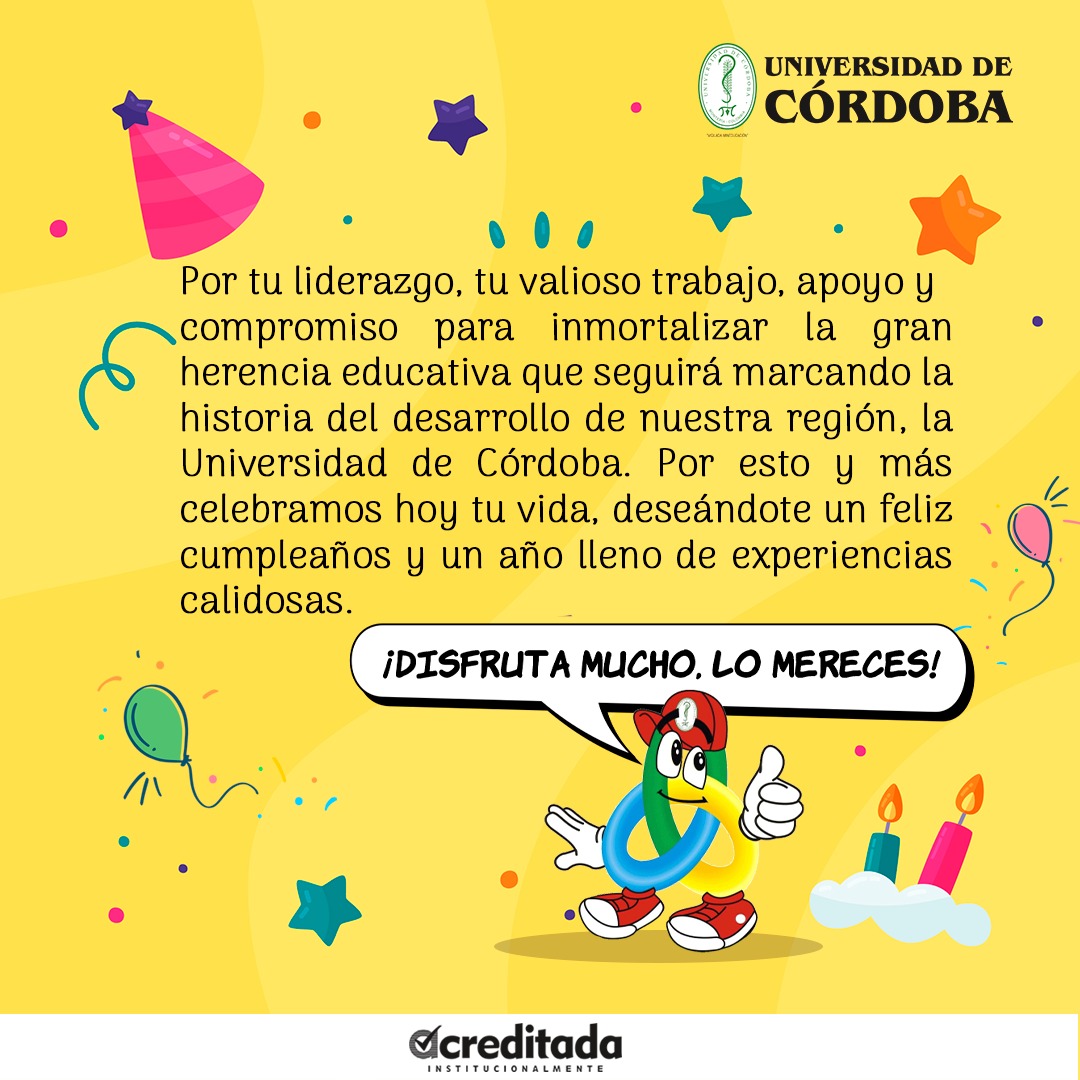 UNIVERSIDAD DE
CÓRDOBA
Por tu liderazgo, tu valioso trabajo, apoyo y
compromiso para inmortalizar la gran
herencia educativa que seguirá marcando la
historia del desarrollo de nuestra región, la
Universidad de Córdoba. Por esto y más
celebramos hoy tu vida, deseándote un feliz
cumpleaños y un año lleno de experiencias
calidosas.
¡DISFRUTA MUCHO, LO MERECES!
acreditada
INSTITUCIONALMENTE